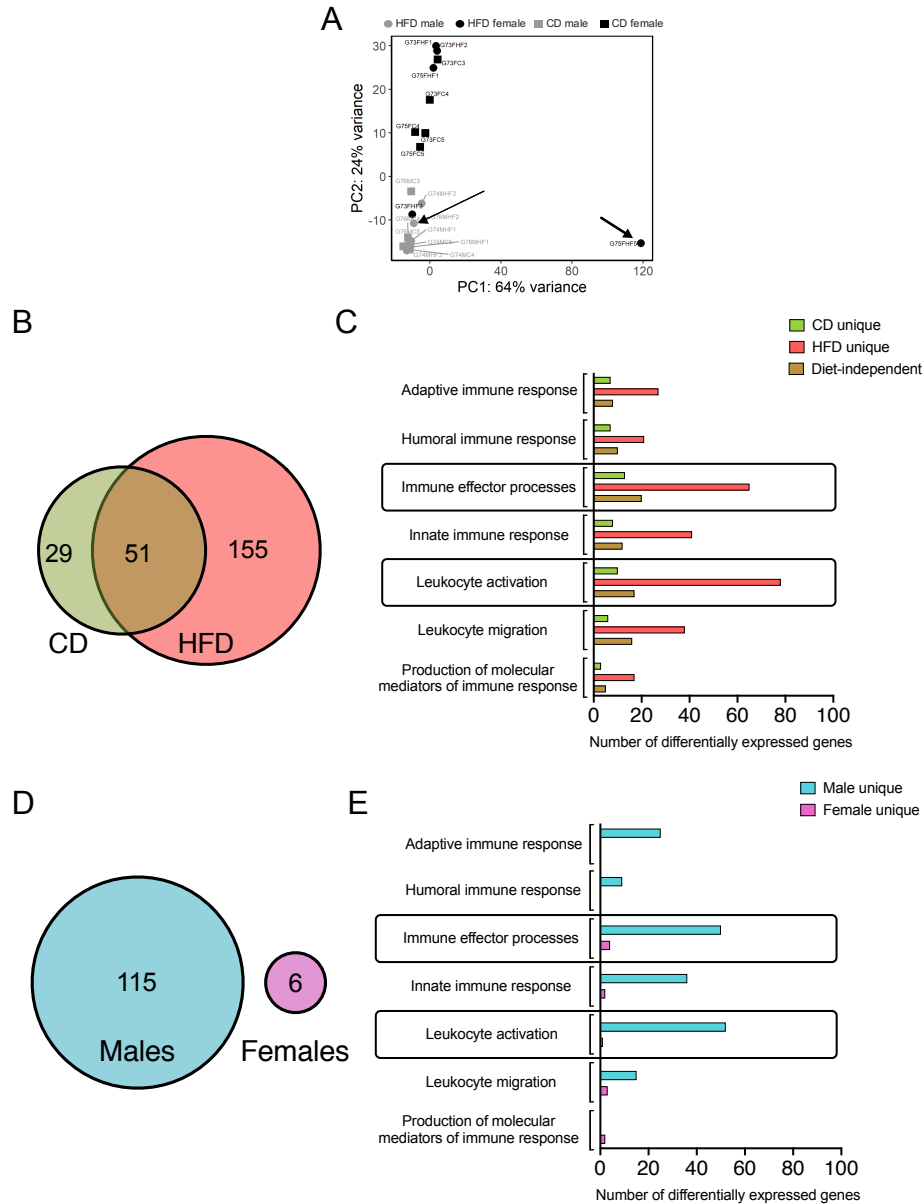 A
HFD male HFD female CD male CD female
G73FHF1 G73FHF2
G73FC3
G75FHF1
G73FC4
G75FC4
G73FC5
G75FC5
G76MC3
G74MHF2
G73FHF3
G76MHF2
G76MC5 G74MHF1
G76MHF1
G74MHF3 G74MC4
G75FHF5
30
20
10
0
-10
PC2: 24% variance
0 40 80 120
PC1: 64% variance
B
29 51 155
CD HFD
C
CD unique
HFD unique
Diet-independent
Adaptive immune response
Humoral immune response
Immune effector processes
Innate immune response
Leukocyte activation
Leukocyte migration
Production of molecular
mediators of immune response
0 20 40 60 80 100
Number of differentially expressed genes
D
115 6
Males Females
E
Male unique
Female unique
Adaptive immune response
Humoral immune response
Immune effector processes
Innate immune response
Leukocyte activation
Leukocyte migration
Production of molecular
mediators of immune response
0 20 40 60 80 100
Number of differentially expressed genes